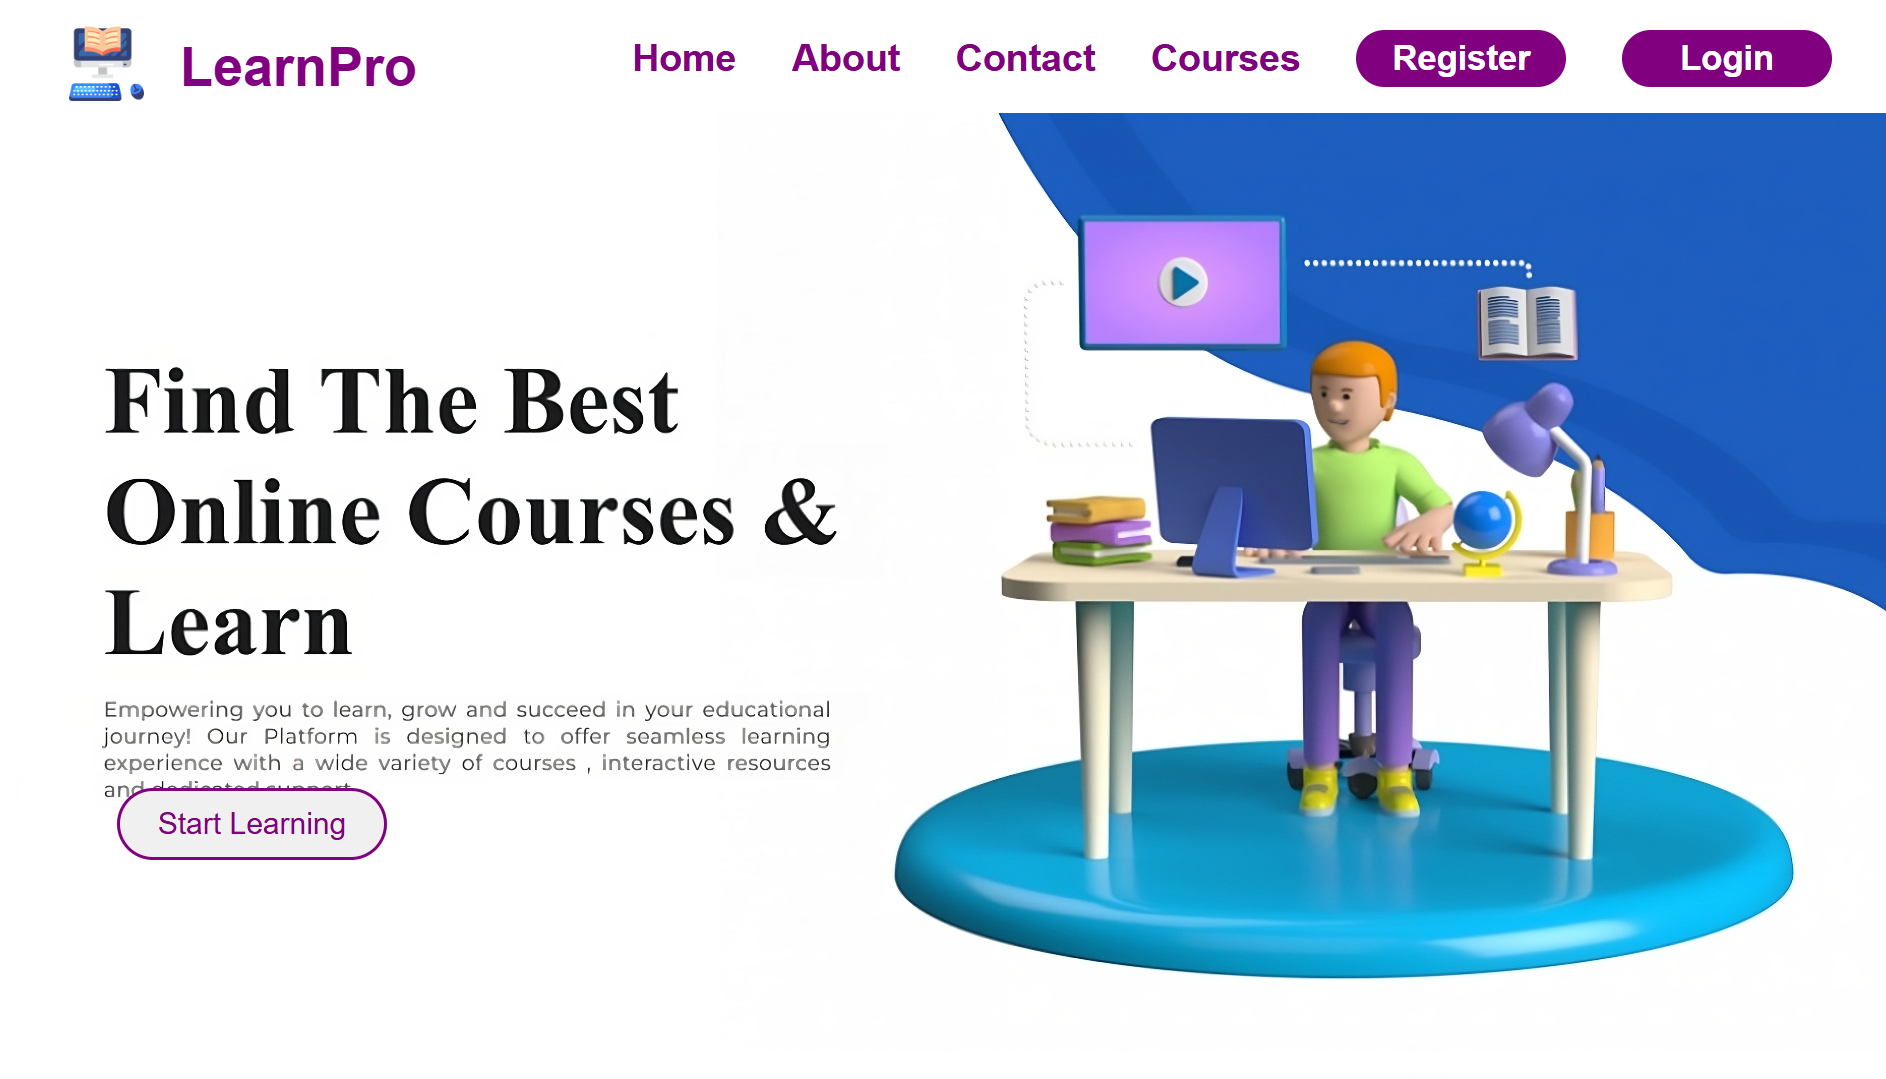 LearnPro
Home About Contact Courses Register Login
Find The Best
Online Courses &
Learn
Empowering you to learn, grow and succeed in your educational
journey! Our Platform is designed to offer seamless learning
experience with a wide variety of courses , interactive resources
and dedicated support
Start Learning